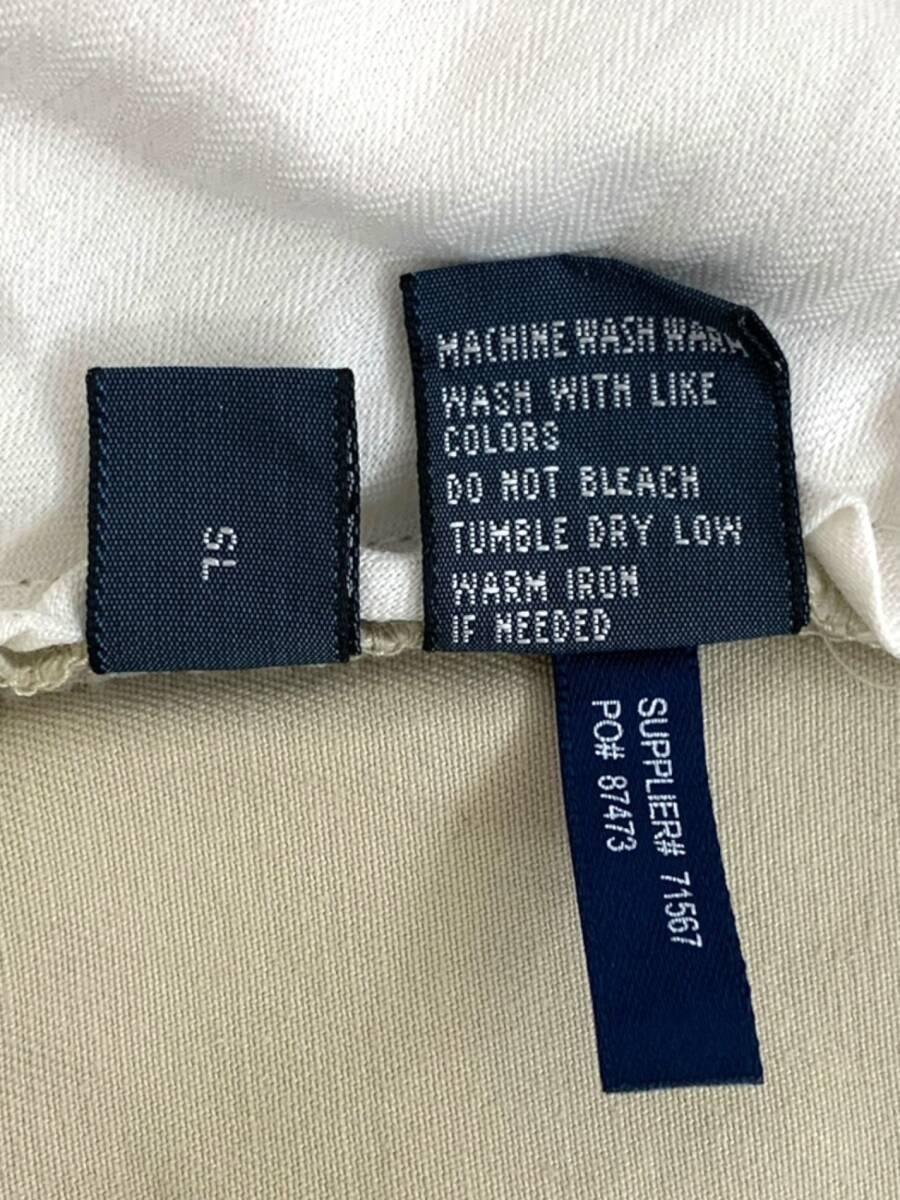 SL
MACHINE WASH WARM
WASH WITH LIKE
COLORS
DO NOT BLEACH
TUMBLE DRY LOW
WARM IRON
IF NEEDED
SUPPLIER# 71567
PO# 87473